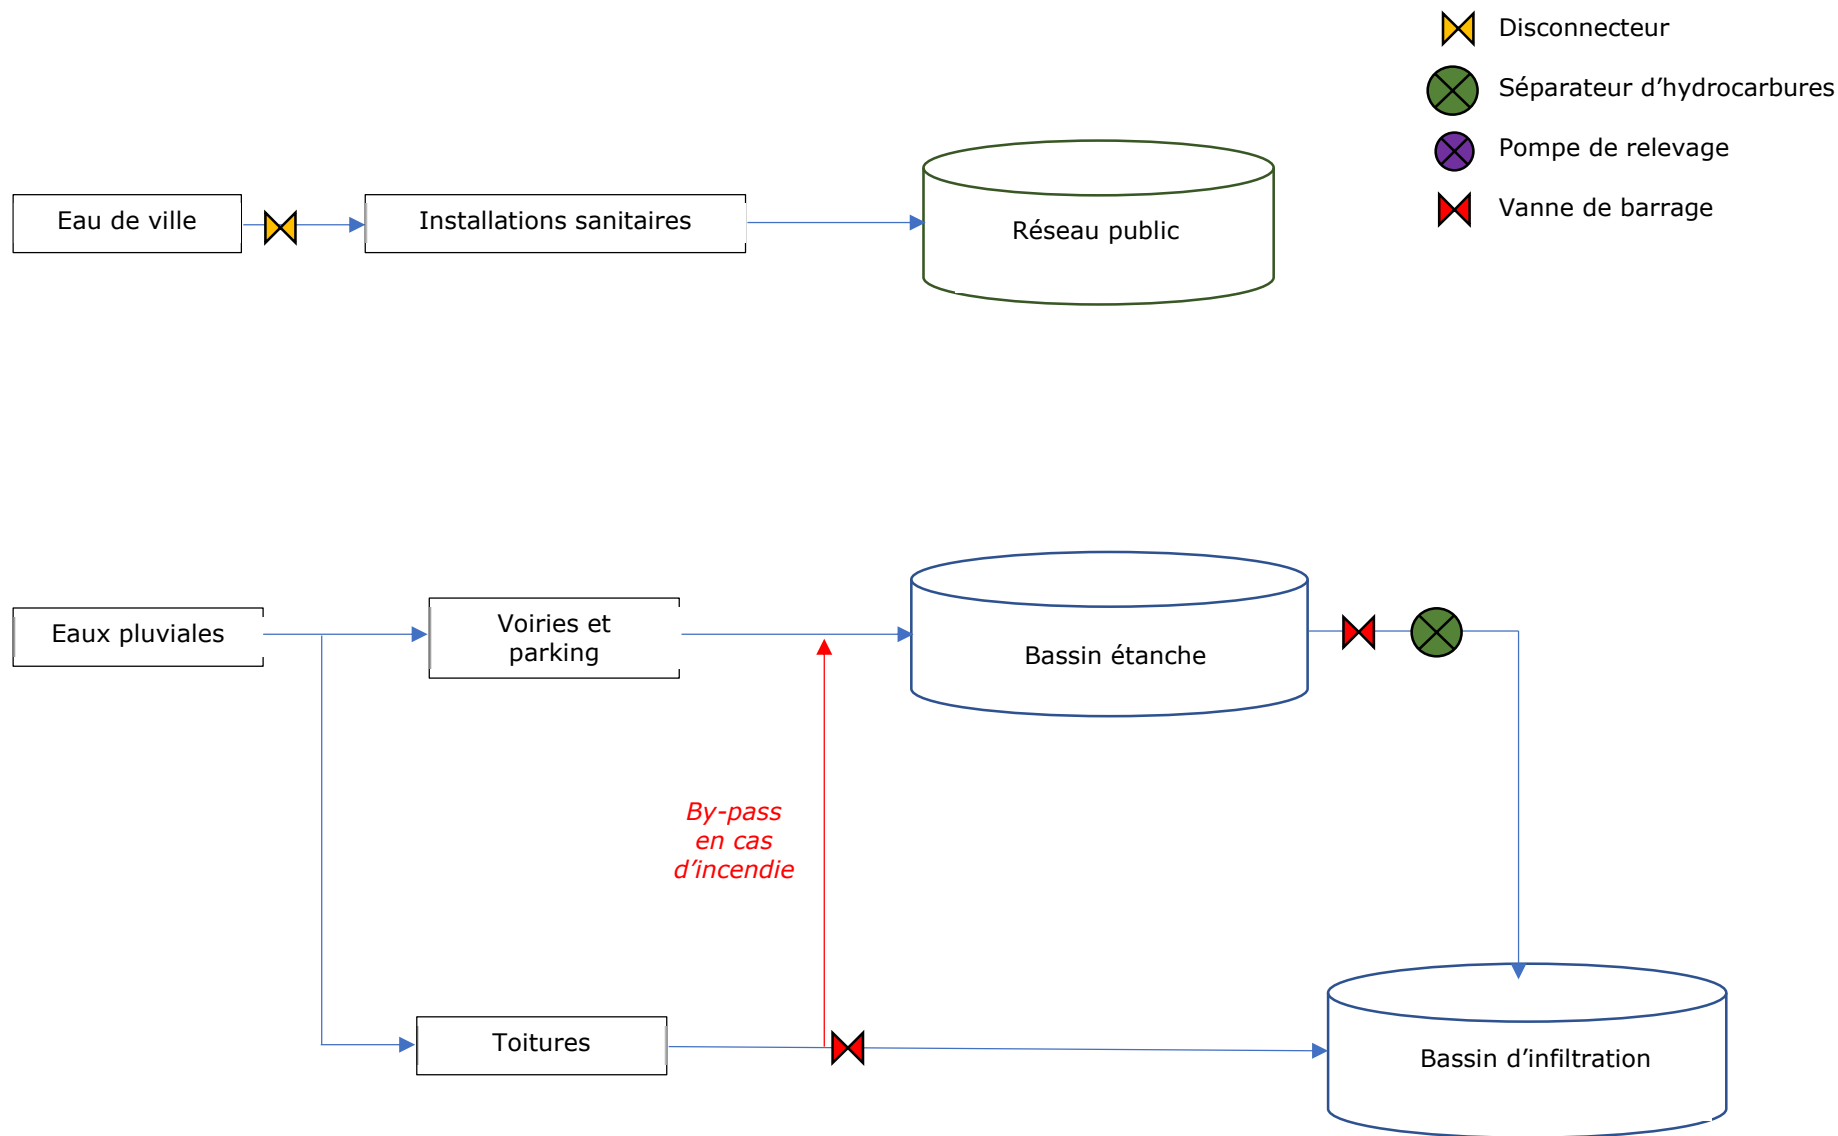 Disconnecteur
Séparateur d'hydrocarbures
Pompe de relevage
Vanne de barrage
Eau de ville
Installations sanitaires
Réseau public
Eaux pluviales
Voiries et
parking
Bassin étanche
By-pass
en cas
d'incendie
Toitures
Bassin d'infiltration